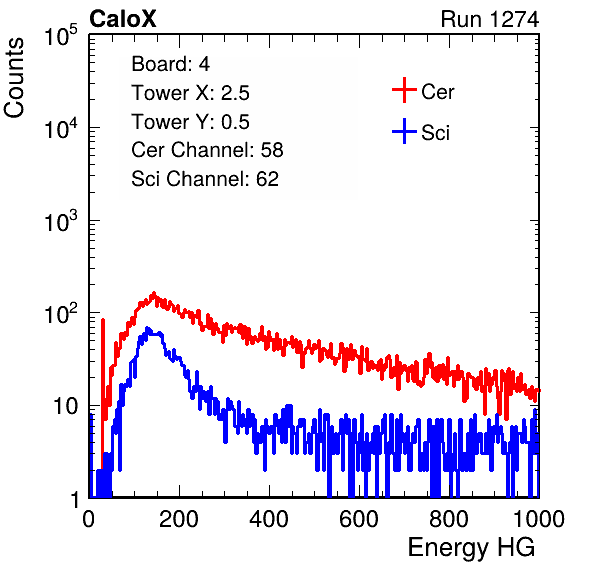 CaloX Run 1274
Counts
Board: 4
Tower X: 2.5
Tower Y: 0.5
Cer Channel: 58
Sci Channel: 62
Cer
Sci
10^5
10^4
10^3
10^2
10
1
0 200 400 600 800 1000
Energy HG